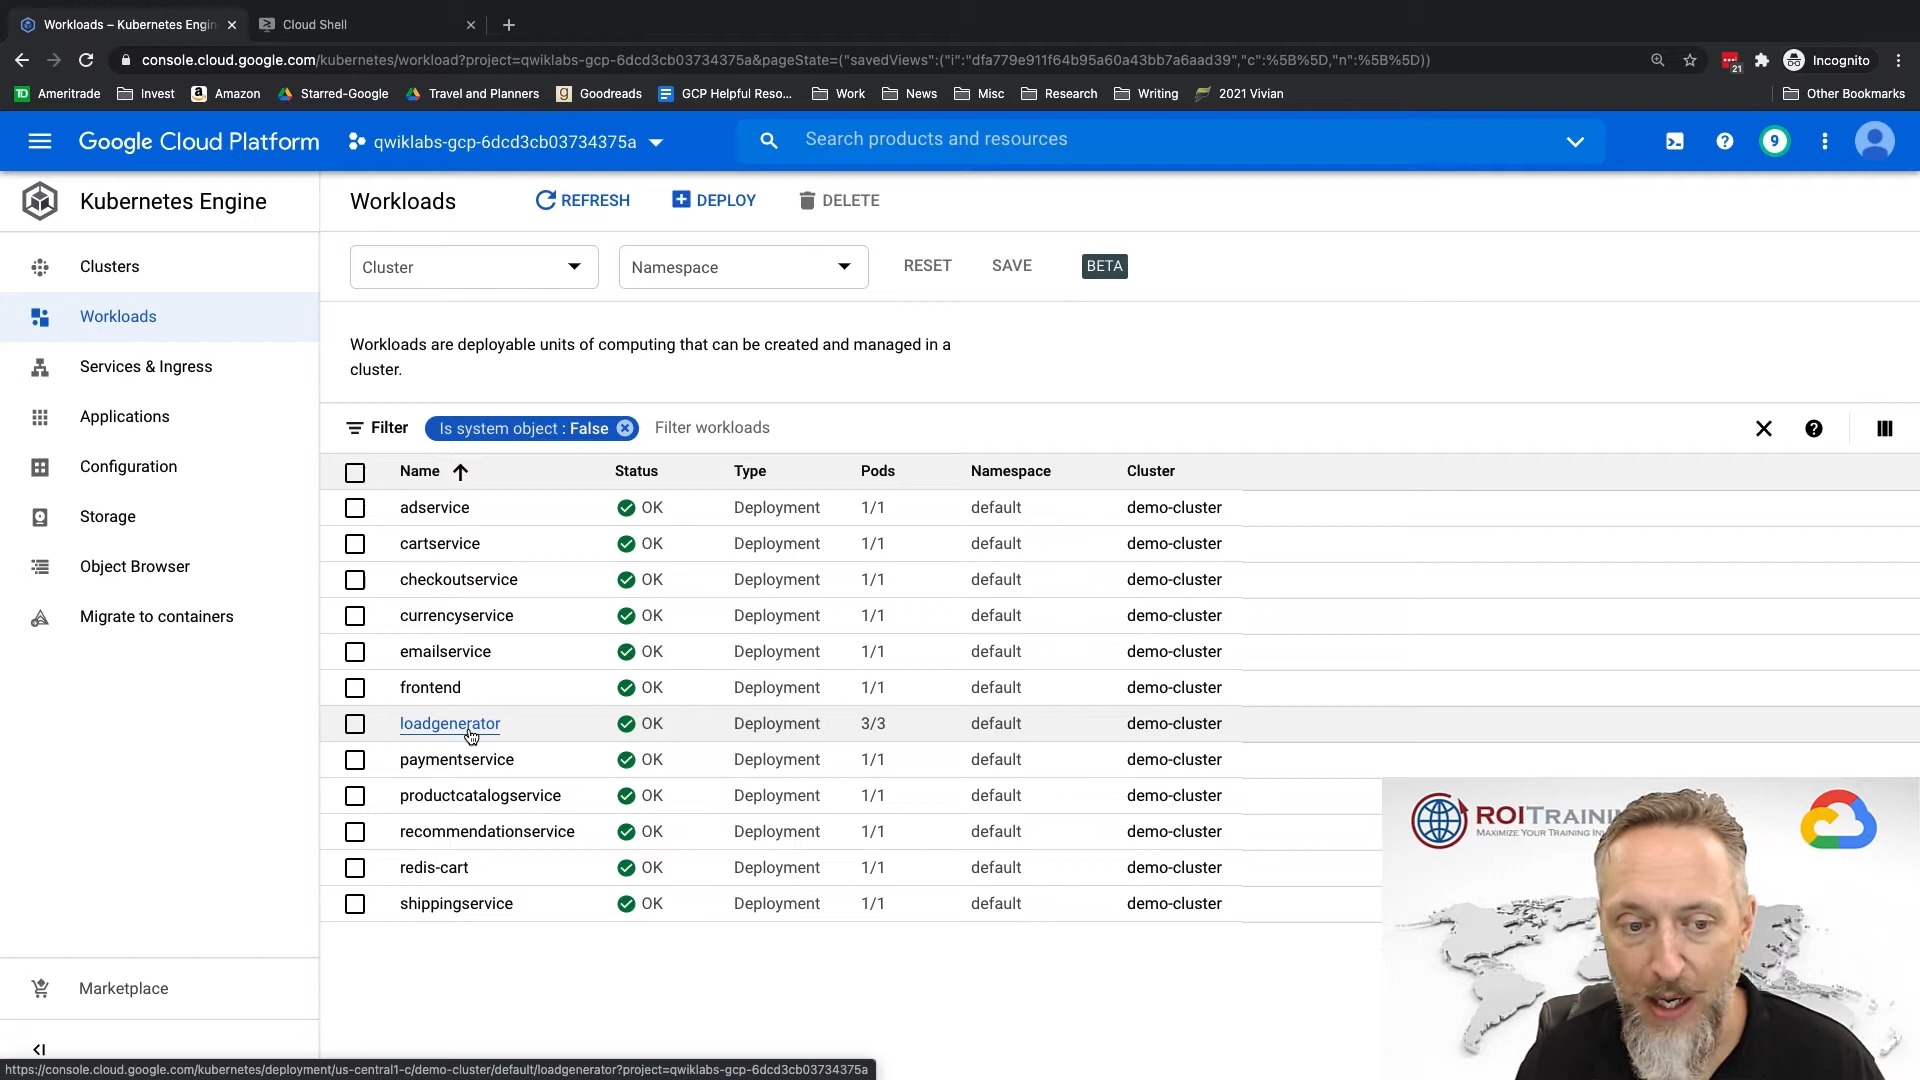 Workloads – Kubernetes Engin
Cloud Shell
console.cloud.google.com/kubernetes/workload?project=qwiklabs-gcp-6dcd3cb03734375a&pageState=("savedViews":("i":"dfa779e911f64b95a60a43bb7a6aad39","c":%5B%5D,"n":%5B%5D))
21
Incognito
Ameritrade
Invest
Amazon
Starred-Google
Travel and Planners
Goodreads
GCP Helpful Reso...
Work
News
Misc
Research
Writing
2021 Vivian
Other Bookmarks
Google Cloud Platform
qwiklabs-gcp-6dcd3cb03734375a
Search products and resources
9
Kubernetes Engine
Workloads
REFRESH
DEPLOY
DELETE
Clusters
Workloads
Services & Ingress
Applications
Configuration
Storage
Object Browser
Migrate to containers
Marketplace
Cluster
Namespace
RESET
SAVE
BETA
Workloads are deployable units of computing that can be created and managed in a
cluster.
Filter
Is system object : False
Filter workloads
Name Status Type Pods Namespace Cluster
adservice OK Deployment 1/1 default demo-cluster
cartservice OK Deployment 1/1 default demo-cluster
checkoutservice OK Deployment 1/1 default demo-cluster
currencyservice OK Deployment 1/1 default demo-cluster
emailservice OK Deployment 1/1 default demo-cluster
frontend OK Deployment 1/1 default demo-cluster
loadgenerator OK Deployment 3/3 default demo-cluster
paymentservice OK Deployment 1/1 default demo-cluster
productcatalogservice OK Deployment 1/1 default demo-cluster
recommendationservice OK Deployment 1/1 default demo-cluster
redis-cart OK Deployment 1/1 default demo-cluster
shippingservice OK Deployment 1/1 default demo-cluster
ROITRAININ
MAXIMIZE YOUR TRAINING
https://console.cloud.google.com/kubernetes/deployment/us-central1-c/demo-cluster/default/loadgenerator?project=qwiklabs-gcp-6dcd3cb03734375a